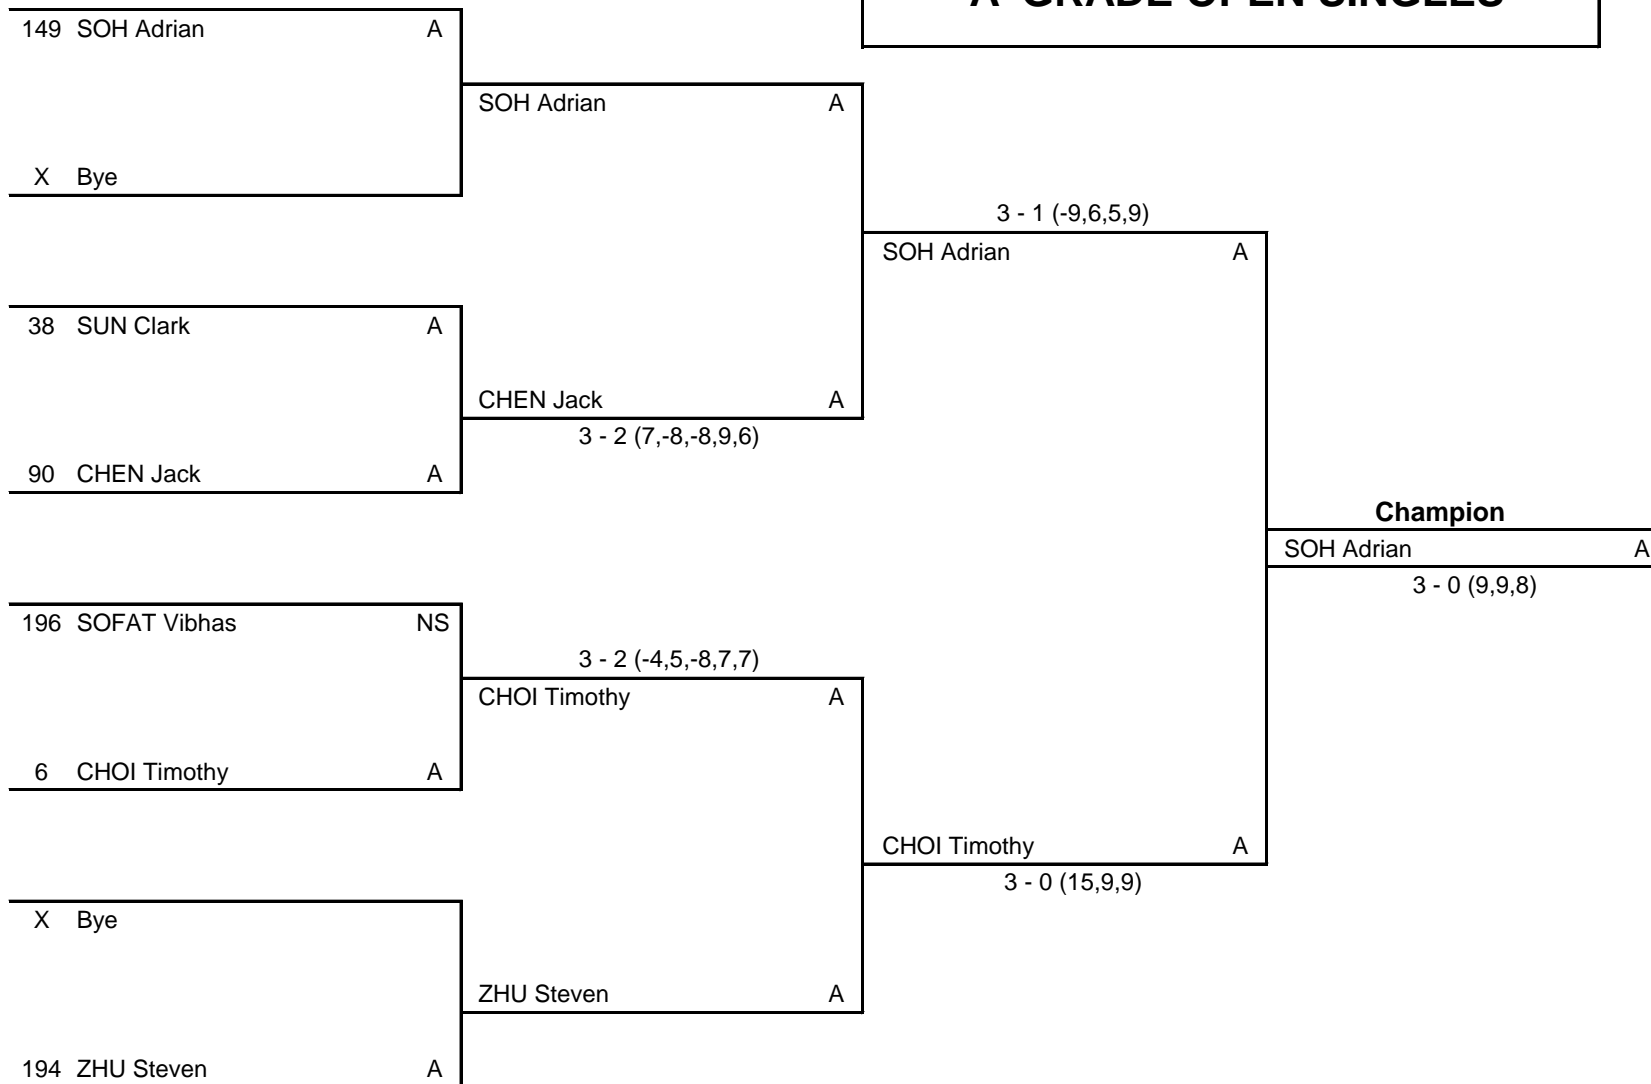 A GRADE OPEN SINGLES
149 SOH Adrian A
SOH Adrian A
X Bye
3 - 1 (-9,6,5,9)
SOH Adrian A
38 SUN Clark A
CHEN Jack A
3 - 2 (7,-8,-8,9,6)
90 CHEN Jack A
Champion
SOH Adrian A
3 - 0 (9,9,8)
196 SOFAT Vibhas NS
3 - 2 (-4,5,-8,7,7)
CHOI Timothy A
6 CHOI Timothy A
CHOI Timothy A
3 - 0 (15,9,9)
X Bye
ZHU Steven A
194 ZHU Steven A